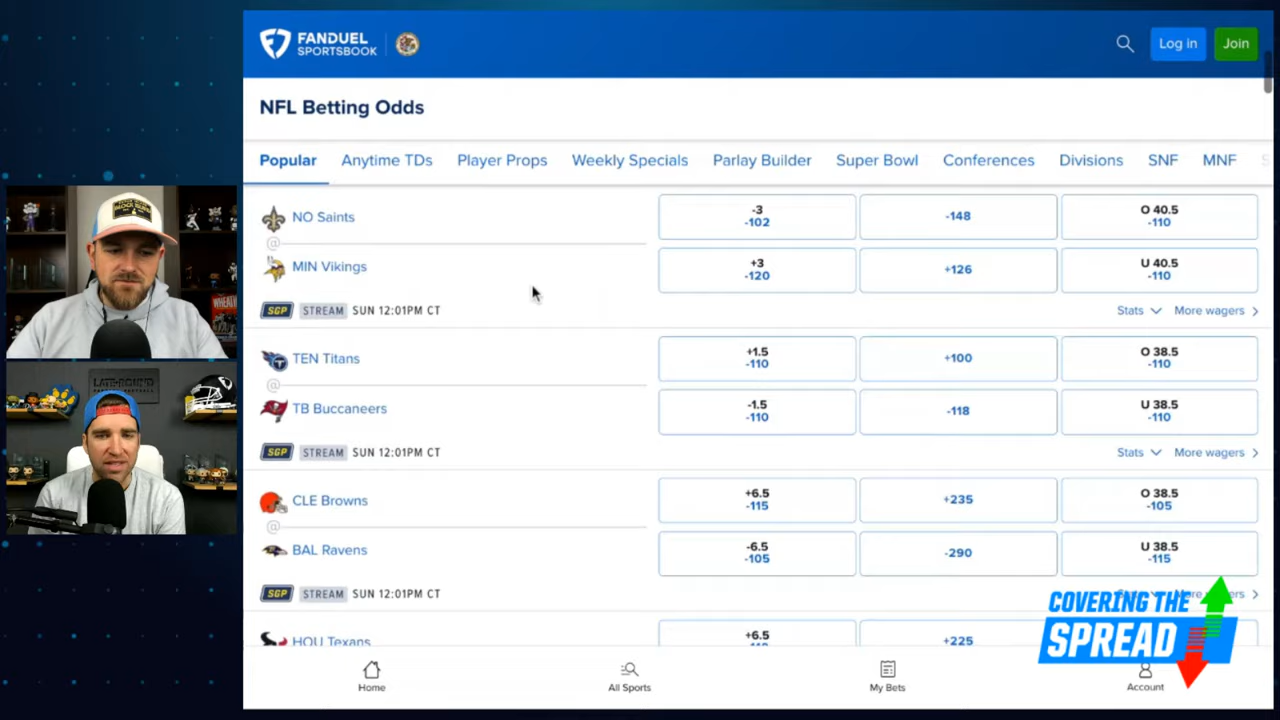 FANDUEL
SPORTSBOOK
Log in
Join
NFL Betting Odds
Popular
Anytime TDs
Player Props
Weekly Specials
Parlay Builder
Super Bowl
Conferences
Divisions
SNF
MNF
NO Saints
-3
-102
-148
O 40.5
-110
@
MIN Vikings
+3
-120
+126
U 40.5
-110
SGP
STREAM
SUN 12:01PM CT
Stats
More wagers
TEN Titans
+1.5
-110
+100
O 38.5
-110
@
TB Buccaneers
-1.5
-110
-118
U 38.5
-110
SGP
STREAM
SUN 12:01PM CT
Stats
More wagers
CLE Browns
+6.5
-115
+235
O 38.5
-105
@
BAL Ravens
-6.5
-105
-290
U 38.5
-115
SGP
STREAM
SUN 12:01PM CT
HOU Texans
+6.5
+225
COVERING THE
SPREAD
Home
All Sports
My Bets
Account